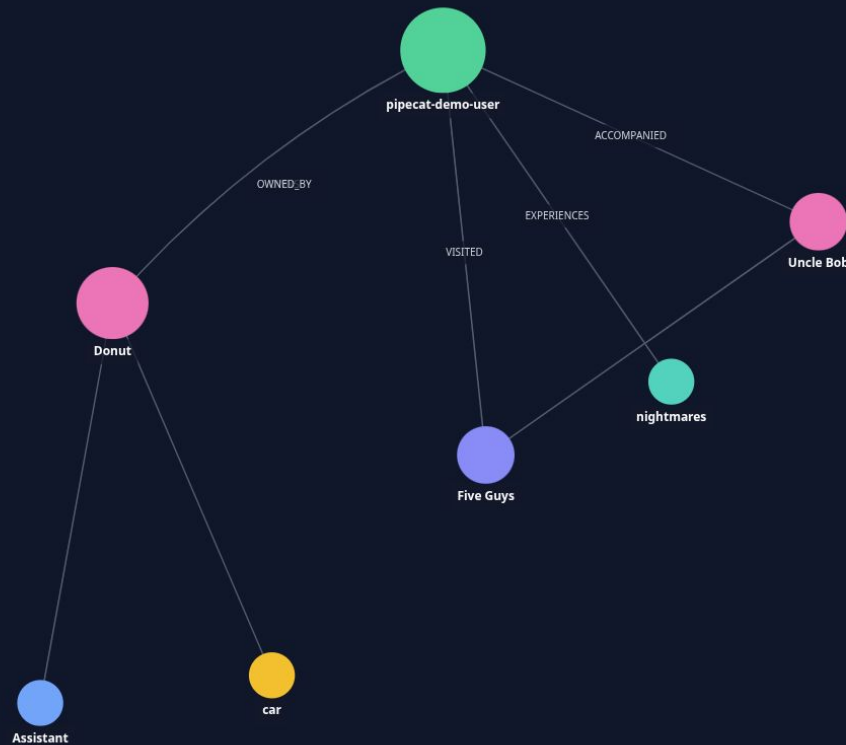 pipecat-demo-user
ACCOMPANIED
OWNED_BY
EXPERIENCES
VISITED
Uncle Bob
Donut
nightmares
Five Guys
car
Assistant